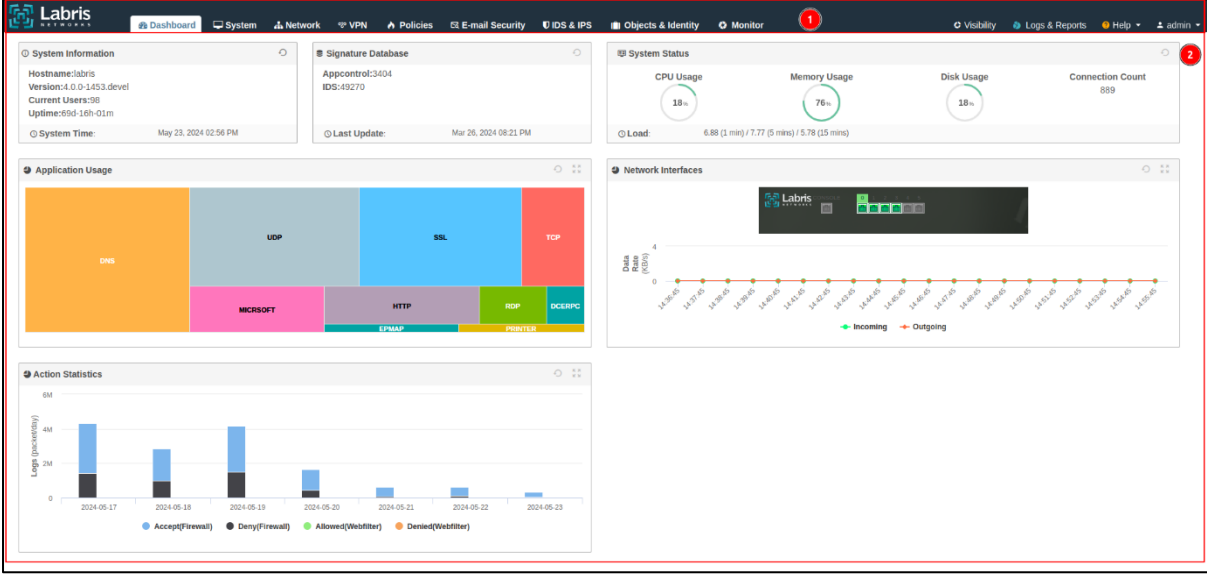 Labris
NETWORKS
Dashboard System Network VPN Policies E-mail Security IDS & IPS Objects & Identity Monitor 1 Visibility Logs & Reports Help admin
System Information
Hostname:labris
Version:4.0.0-1453.devel
Current Users:98
Uptime:69d-16h-01m
System Time: May 23, 2024 02:56 PM
Signature Database
Appcontrol:3404
IDS:49270
Last Update: Mar 26, 2024 08:21 PM
System Status
2
CPU Usage Memory Usage Disk Usage Connection Count
18% 76% 18% 889
Load: 6.88 (1 min) / 7.77 (5 mins) / 5.78 (15 mins)
Application Usage
DNS
UDP
SSL
TCP
MICRSOFT
HTTP
RDP
DCERPC
EPMAP
PRINTER
Network Interfaces
Labris
NETWORKS
0
Data
Rate
(KB/s)
4
0
14:36:45 14:37:45 14:38:45 14:39:45 14:40:45 14:41:45 14:42:45 14:43:45 14:44:45 14:45:45 14:46:45 14:47:45 14:48:45 14:49:45 14:50:45 14:51:45 14:52:45 14:53:45 14:54:45 14:55:45
Incoming Outgoing
Action Statistics
Logs (packet/day)
6M
4M
2M
0
2024-05-17 2024-05-18 2024-05-19 2024-05-20 2024-05-21 2024-05-22 2024-05-23
Accept(Firewall) Deny(Firewall) Allowed(Webfilter) Denied(Webfilter)